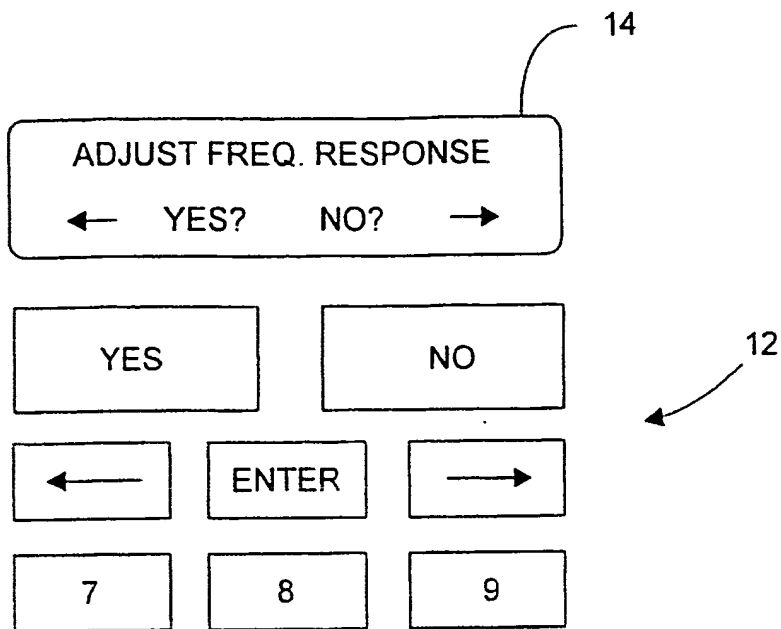 14
ADJUST FREQ. RESPONSE
← YES? NO? →
YES NO
12
← ENTER →
7 8 9